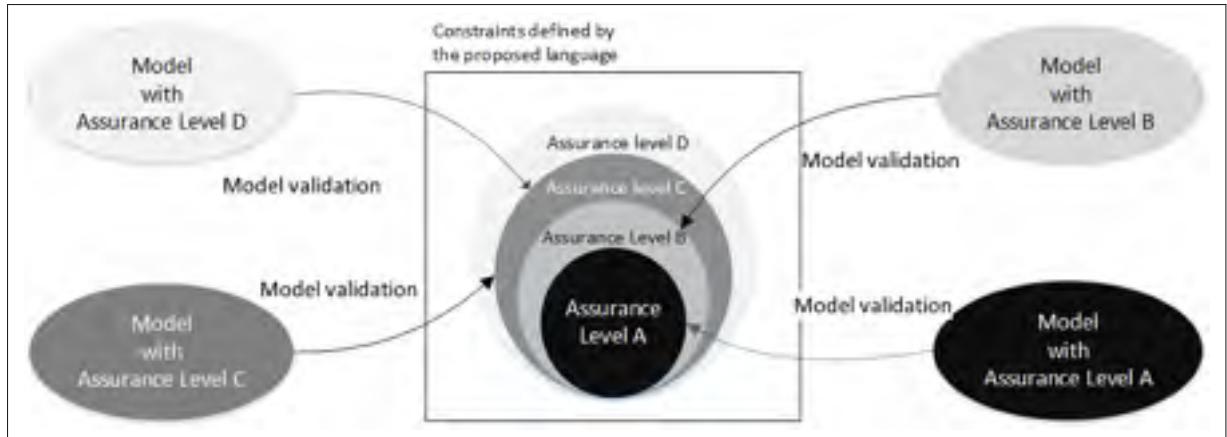 Constraints defined by
the proposed language
Model
with
Assurance Level D
Model
with
Assurance Level B
Assurance level D
Model validation
Model validation
Assurance level C
Assurance Level B
Model validation
Model validation
Assurance
Level A
Model
with
Assurance Level C
Model
with
Assurance Level A